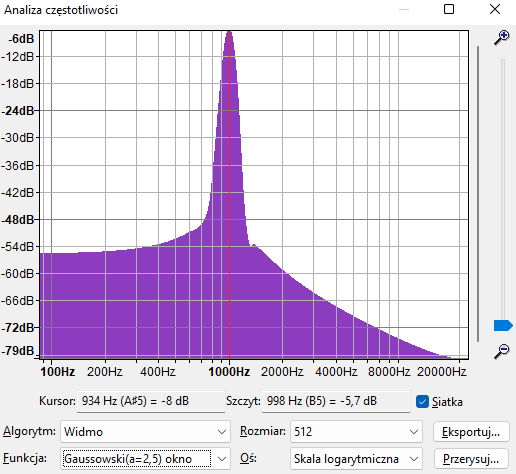 Analiza częstotliwości
-6dB
-12dB
-18dB
-24dB
-30dB
-36dB
-42dB
-48dB
-54dB
-60dB
-66dB
-72dB
-79dB
100Hz 200Hz 400Hz 1000Hz 2000Hz 4000Hz 8000Hz 20000Hz
Kursor: 934 Hz (A♯5) = -8 dB Szczyt: 998 Hz (B5) = -5,7 dB Siatka
Algorytm: Widmo Rozmiar: 512 Eksportuj...
Funkcja: Gaussowski(a=2,5) okno Oś: Skala logarytmiczna Przerysuj...